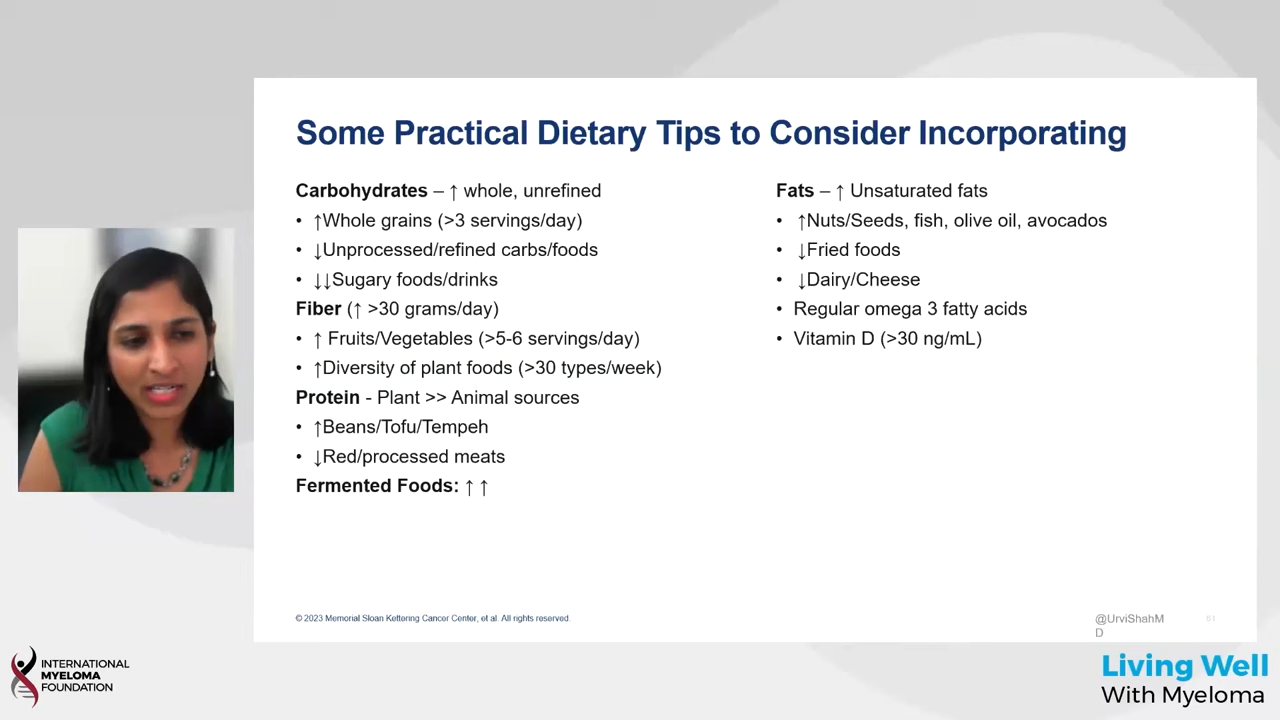 Some Practical Dietary Tips to Consider Incorporating
Carbohydrates – ↑ whole, unrefined
• ↑Whole grains (>3 servings/day)
• ↓Unprocessed/refined carbs/foods
• ↓↓Sugary foods/drinks
Fiber (↑ >30 grams/day)
• ↑ Fruits/Vegetables (>5-6 servings/day)
• ↑Diversity of plant foods (>30 types/week)
Protein - Plant >> Animal sources
• ↑Beans/Tofu/Tempeh
• ↓Red/processed meats
Fermented Foods: ↑ ↑
Fats – ↑ Unsaturated fats
• ↑Nuts/Seeds, fish, olive oil, avocados
• ↓Fried foods
• ↓Dairy/Cheese
• Regular omega 3 fatty acids
• Vitamin D (>30 ng/mL)
© 2023 Memorial Sloan Kettering Cancer Center, et al. All rights reserved.
@UrviShahM
D
INTERNATIONAL
MYELOMA
FOUNDATION
Living Well
With Myeloma